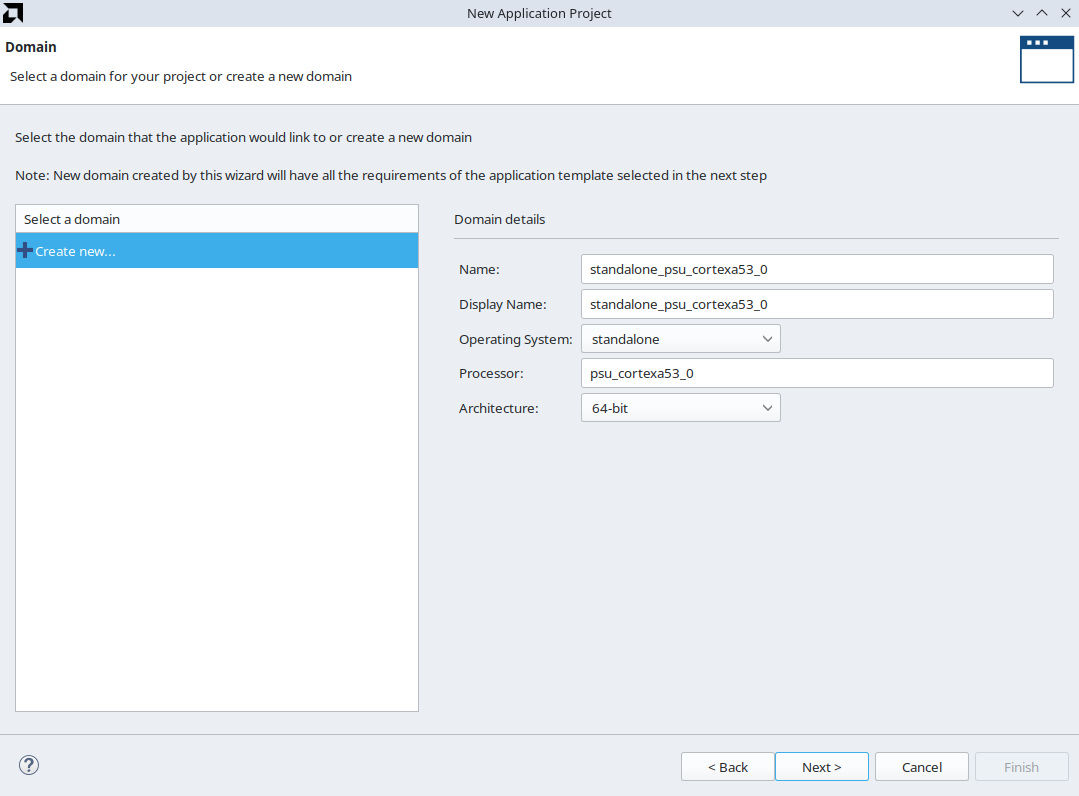 New Application Project
Domain
Select a domain for your project or create a new domain
Select the domain that the application would link to or create a new domain
Note: New domain created by this wizard will have all the requirements of the application template selected in the next step
Select a domain
Create new...
Domain details
Name: standalone_psu_cortexa53_0
Display Name: standalone_psu_cortexa53_0
Operating System: standalone
Processor: psu_cortexa53_0
Architecture: 64-bit
? < Back Next > Cancel Finish